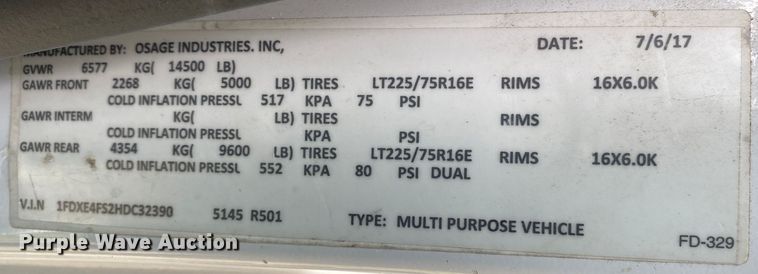 MANUFACTURED BY: OSAGE INDUSTRIES. INC, DATE: 7/6/17
GVWR 6577 KG( 14500 LB)
GAWR FRONT 2268 KG( 5000 LB) TIRES LT225/75R16E RIMS 16X6.0K
COLD INFLATION PRESSL 517 KPA 75 PSI
GAWR INTERM KG( LB) TIRES RIMS
COLD INFLATION PRESSL KPA PSI
GAWR REAR 4354 KG( 9600 LB) TIRES LT225/75R16E RIMS 16X6.0K
COLD INFLATION PRESSL 552 KPA 80 PSI DUAL
V.I.N 1FDXE4FS2HDC32390 5145 R501 TYPE: MULTI PURPOSE VEHICLE
Purple Wave Auction FD-329